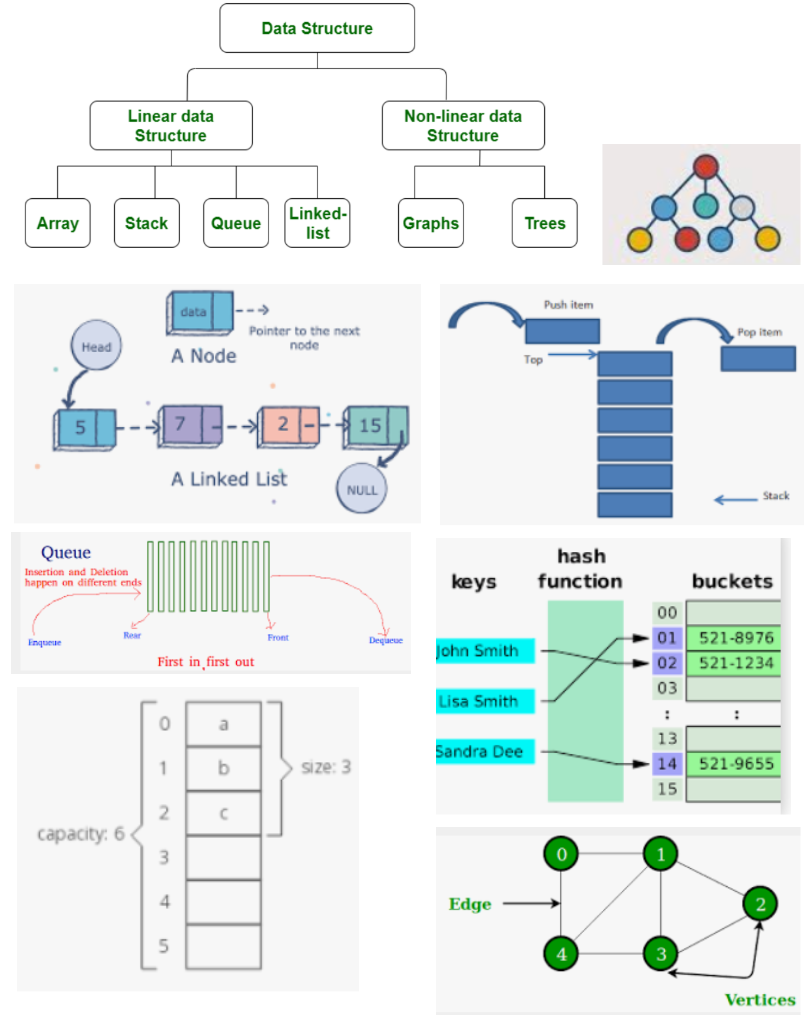 Data Structure
Linear data
Structure
Non-linear data
Structure
Array
Stack
Queue
Linked-
list
Graphs
Trees
data
Pointer to the next
node
A Node
Head
5
7
2
15
A Linked List
NULL
Push item
Pop item
Top
Stack
Queue
Insertion and Deletion
happen on different ends
Enqueue
Rear
Front
Dequeue
First in first out
keys
hash
function
buckets
John Smith
Lisa Smith
Sandra Dee
00
01 521-8976
02 521-1234
03
: :
13
14 521-9655
15
capacity: 6
0 a
1 b
2 c
3
4
5
size: 3
0
1
2
3
4
Edge
Vertices